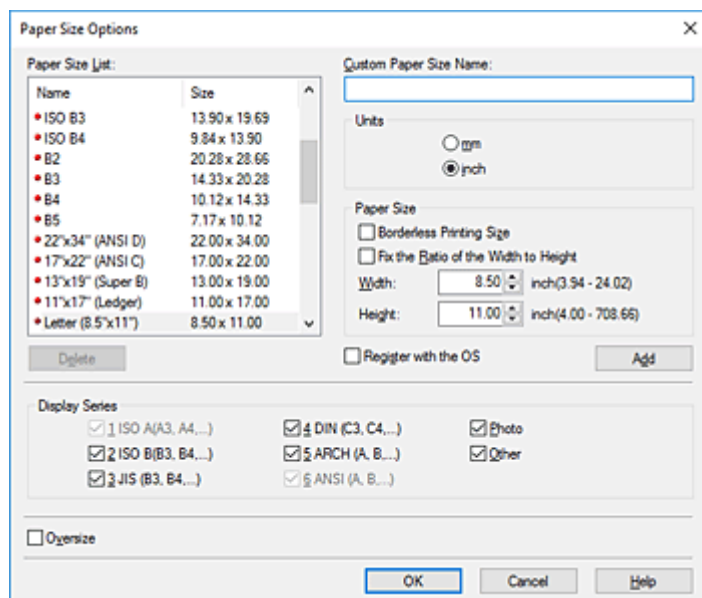 Paper Size Options
Paper Size List:
Name Size
ISO B3 13.90 x 19.69
ISO B4 9.84 x 13.90
B2 20.28 x 28.66
B3 14.33 x 20.28
B4 10.12 x 14.33
B5 7.17 x 10.12
22"x34" (ANSI D) 22.00 x 34.00
17"x22" (ANSI C) 17.00 x 22.00
13"x19" (Super B) 13.00 x 19.00
11"x17" (Ledger) 11.00 x 17.00
Letter (8.5"x11") 8.50 x 11.00
Delete
Custom Paper Size Name:
Units
mm
inch
Paper Size
Borderless Printing Size
Fix the Ratio of the Width to Height
Width: 8.50 inch(3.94 - 24.02)
Height: 11.00 inch(4.00 - 708.66)
Register with the OS Add
Display Series
1 ISO A(A3, A4,...) 4 DIN (C3, C4,...) Photo
2 ISO B(B3, B4,...) 5 ARCH (A, B,...) Other
3 JIS (B3, B4,...) 6 ANSI (A, B,...)
Oversize
OK Cancel Help